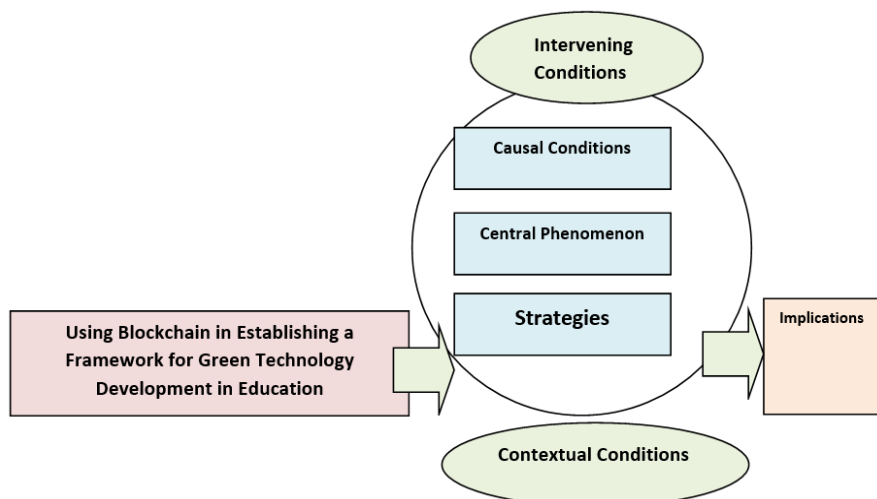 Intervening
Conditions
Causal Conditions
Central Phenomenon
Strategies
Using Blockchain in Establishing a
Framework for Green Technology
Development in Education
Implications
Contextual Conditions